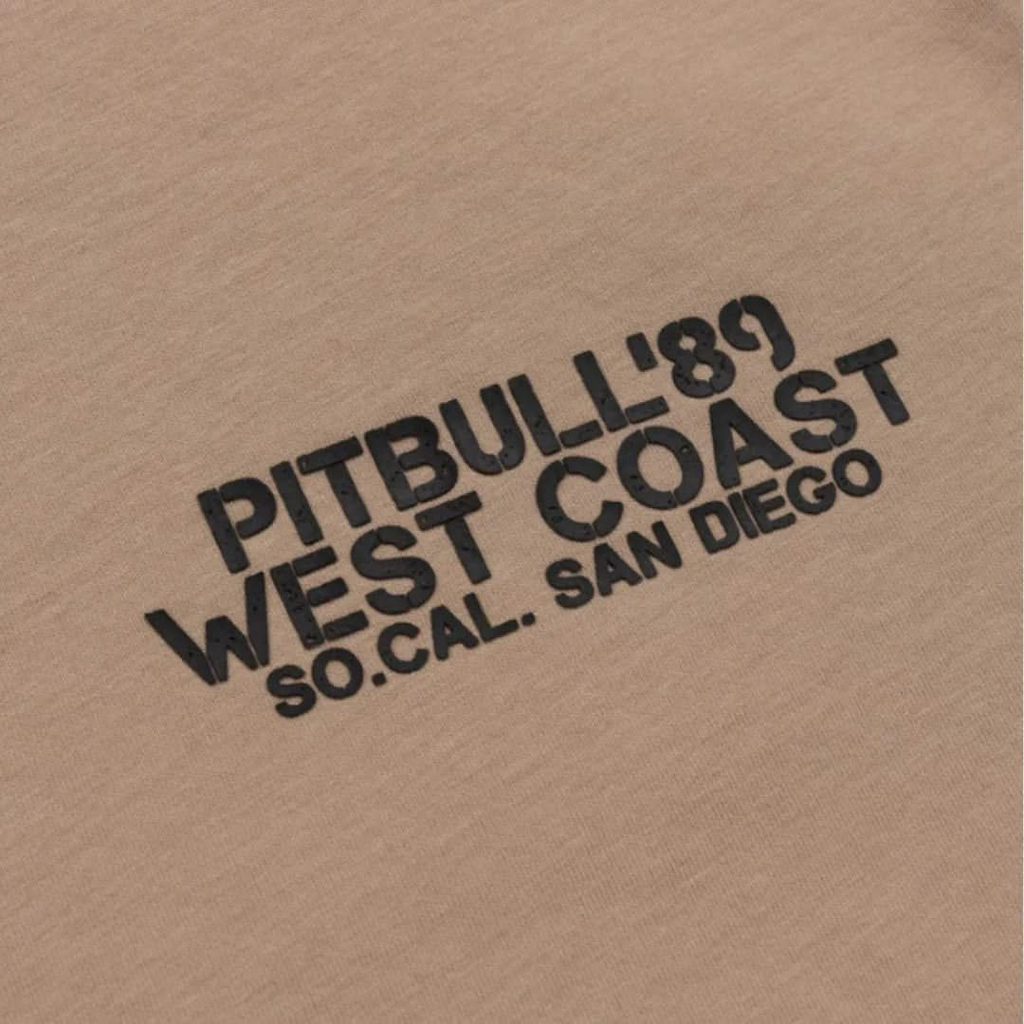 PITBULL'89
WEST COAST
SO.CAL. SAN DIEGO